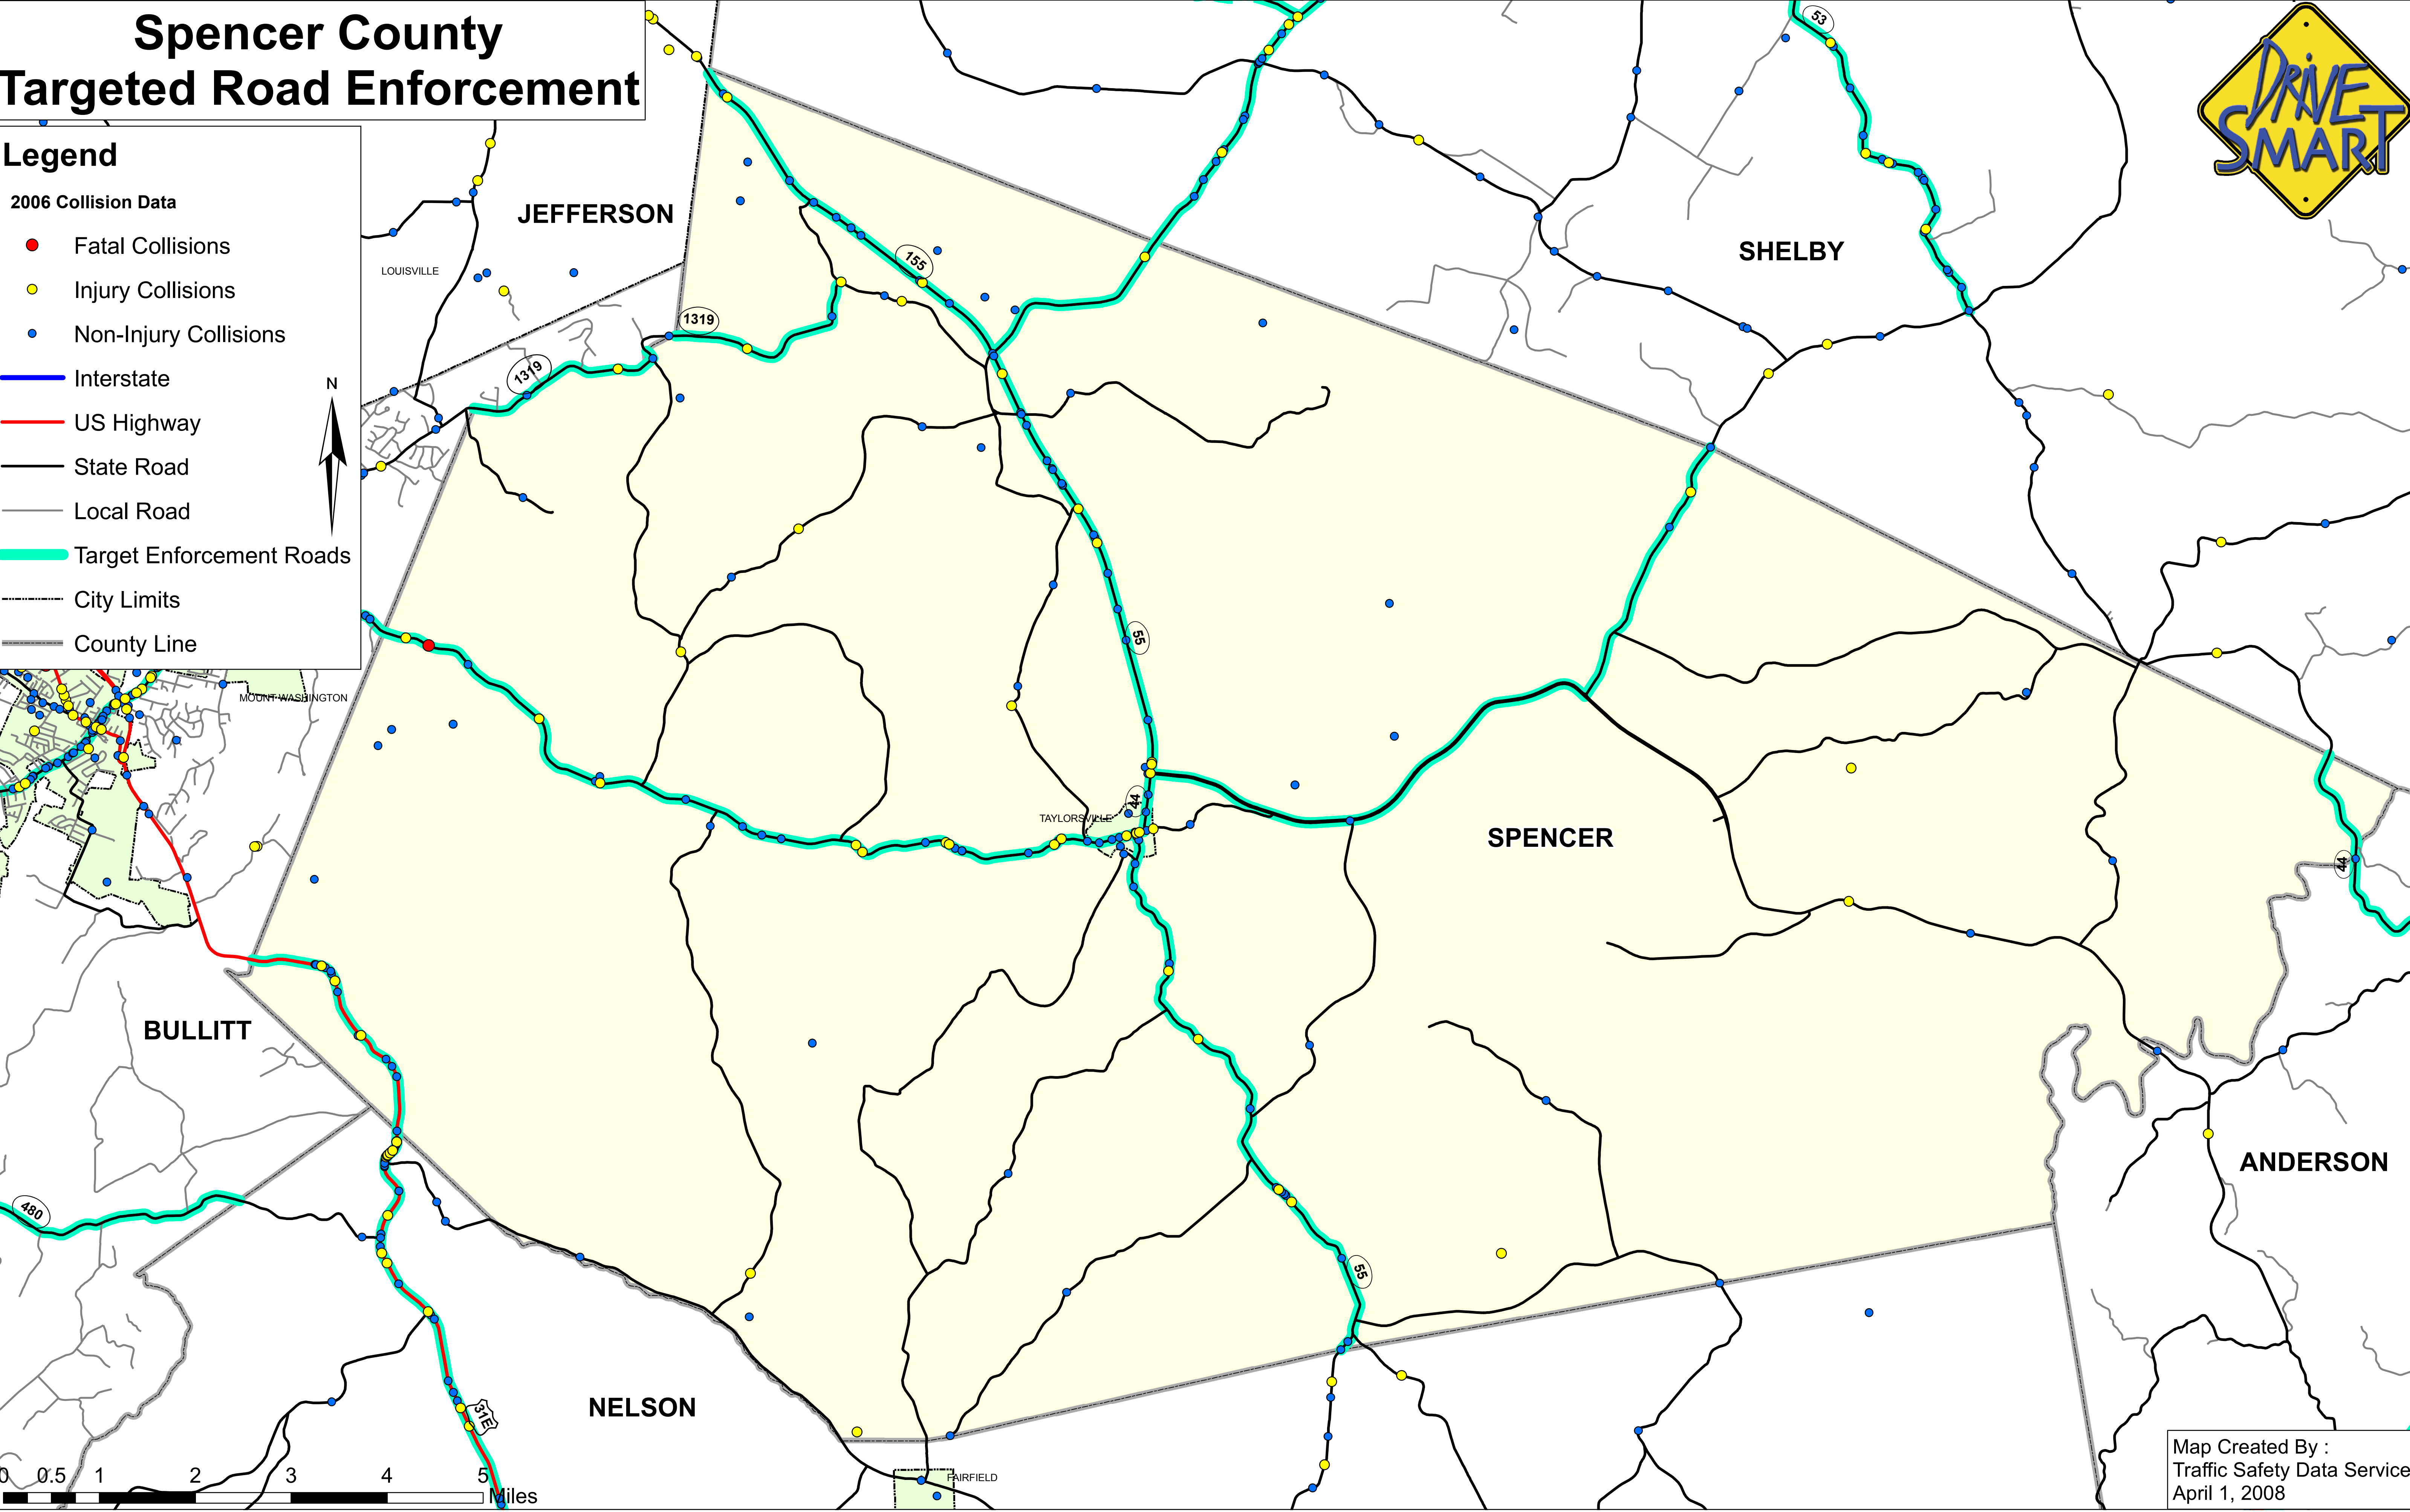 Spencer County
Targeted Road Enforcement
Legend
2006 Collision Data
Fatal Collisions
Injury Collisions
Non-Injury Collisions
Interstate
US Highway
State Road
Local Road
Target Enforcement Roads
City Limits
County Line
N
DRIVE
SMART
53
JEFFERSON
LOUISVILLE
SHELBY
155
1319
1319
55
MOUNT WASHINGTON
44
TAYLORSVILLE
SPENCER
44
BULLITT
ANDERSON
480
55
NELSON
31E
FAIRFIELD
0 0.5 1 2 3 4 5
Miles
Map Created By :
Traffic Safety Data Service
April 1, 2008